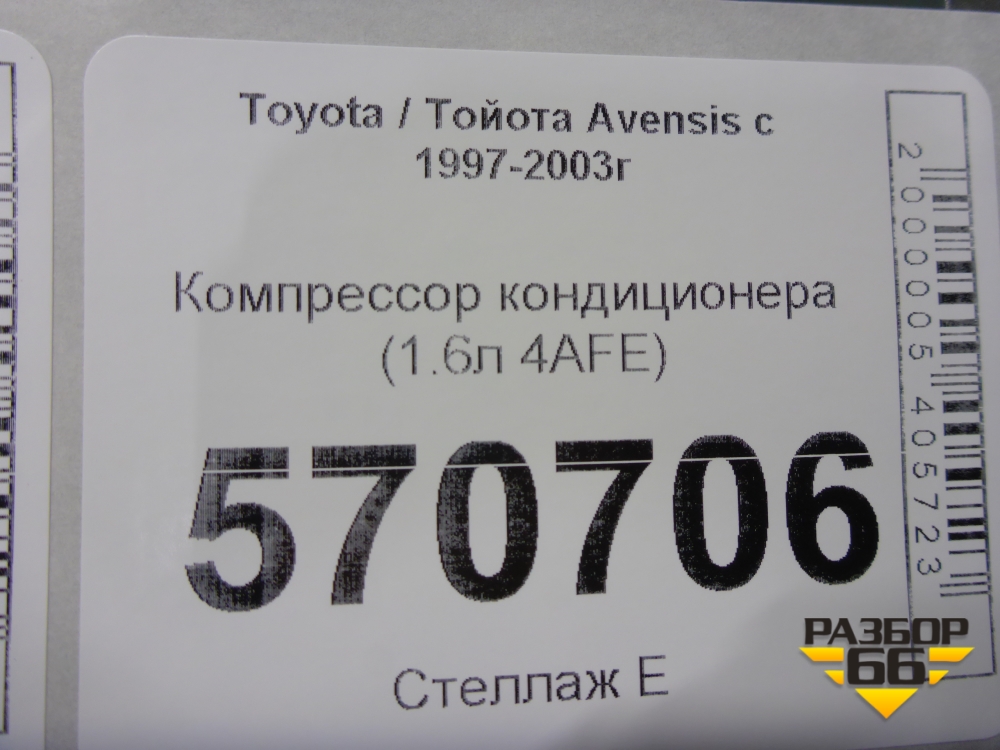 Toyota / Тойота Avensis с
1997-2003г
Компрессор кондиционера
(1.6л 4AFE)
570706
Стеллаж Е
2000005405723
РАЗБОР
66